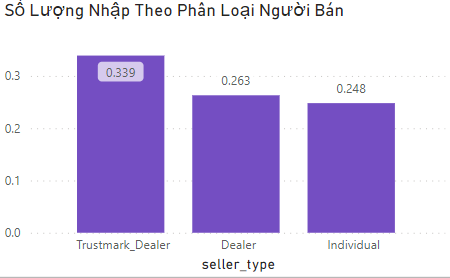 Số Lượng Nhập Theo Phân Loại Người Bán
0.3
0.2
0.1
0.0
0.339
0.263
0.248
Trustmark_Dealer
Dealer
Individual
seller_type